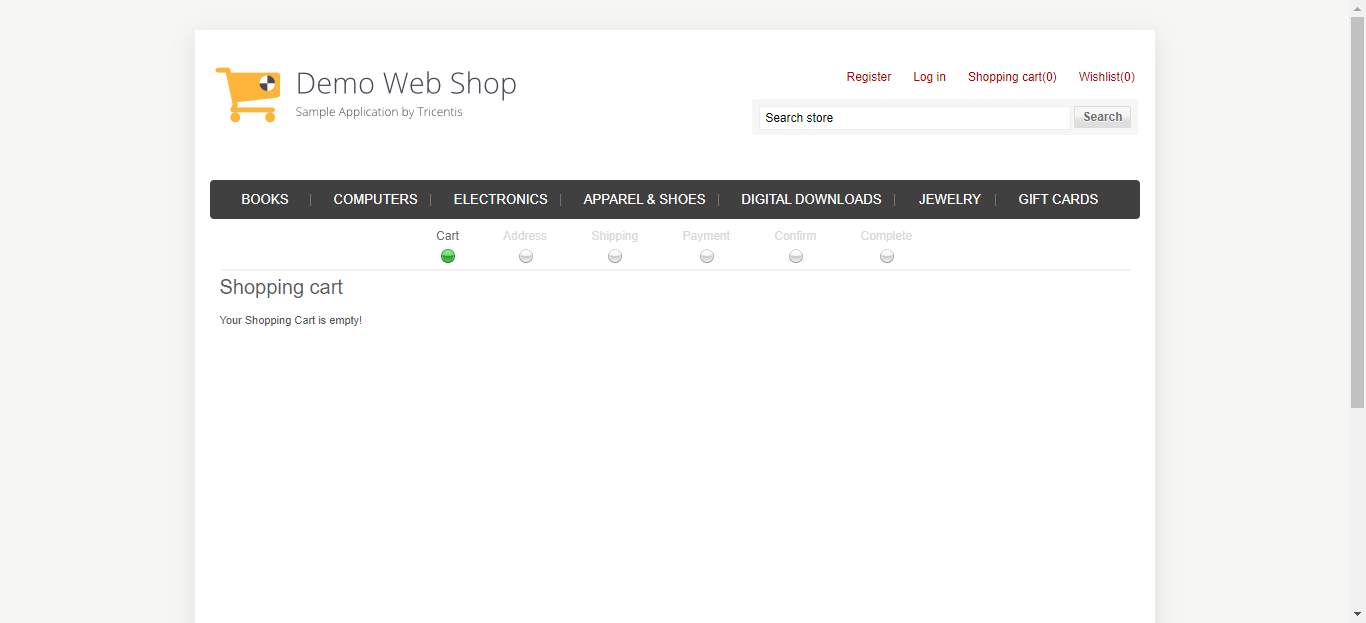 Demo Web Shop
Sample Application by Tricentis
Register Log in Shopping cart(0) Wishlist(0)
Search store Search
BOOKS COMPUTERS ELECTRONICS APPAREL & SHOES DIGITAL DOWNLOADS JEWELRY GIFT CARDS
Cart Address Shipping Payment Confirm Complete
Shopping cart
Your Shopping Cart is empty!